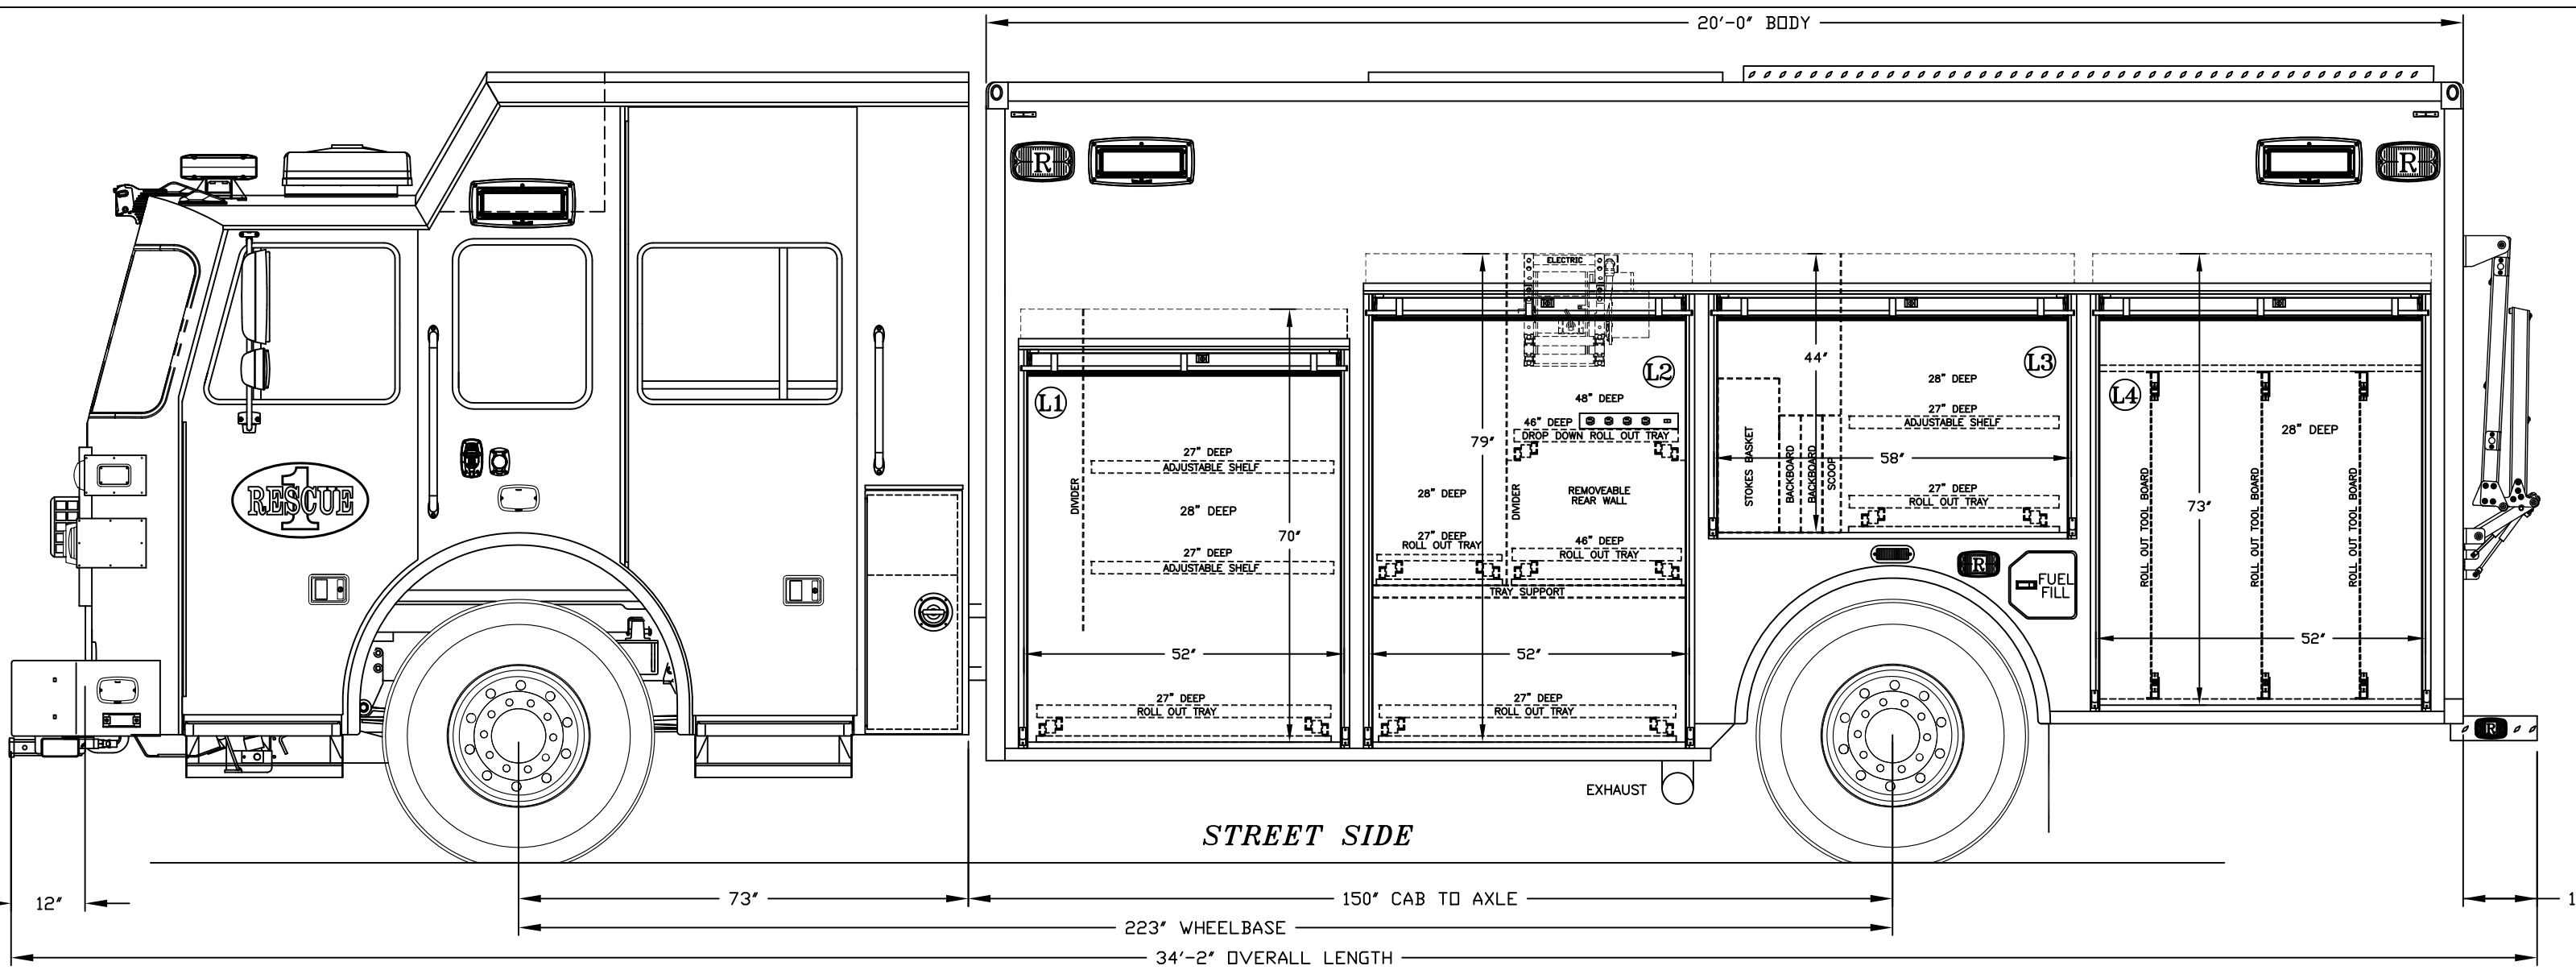 20'-0" BODY
R
R
ELECTRIC
L1
L2
L3
L4
44"
28" DEEP
48" DEEP
27" DEEP
ADJUSTABLE SHELF
46" DEEP
DROP DOWN ROLL OUT TRAY
28" DEEP
79"
27" DEEP
ADJUSTABLE SHELF
58"
STOKES BASKET
BACKBOARD
BACKBOARD
SCOOP
27" DEEP
ROLL OUT TRAY
DIVIDER
28" DEEP
DIVIDER
REMOVEABLE
REAR WALL
RESCUE
1
28" DEEP
70"
73"
ROLL OUT TOOL BOARD
ROLL OUT TOOL BOARD
ROLL OUT TOOL BOARD
27" DEEP
ROLL OUT TRAY
46" DEEP
ROLL OUT TRAY
27" DEEP
ADJUSTABLE SHELF
TRAY SUPPORT
R
FUEL
FILL
52"
52"
52"
27" DEEP
ROLL OUT TRAY
27" DEEP
ROLL OUT TRAY
R
EXHAUST
STREET SIDE
12"
73"
150" CAB TO AXLE
1
223" WHEELBASE
34'-2" OVERALL LENGTH